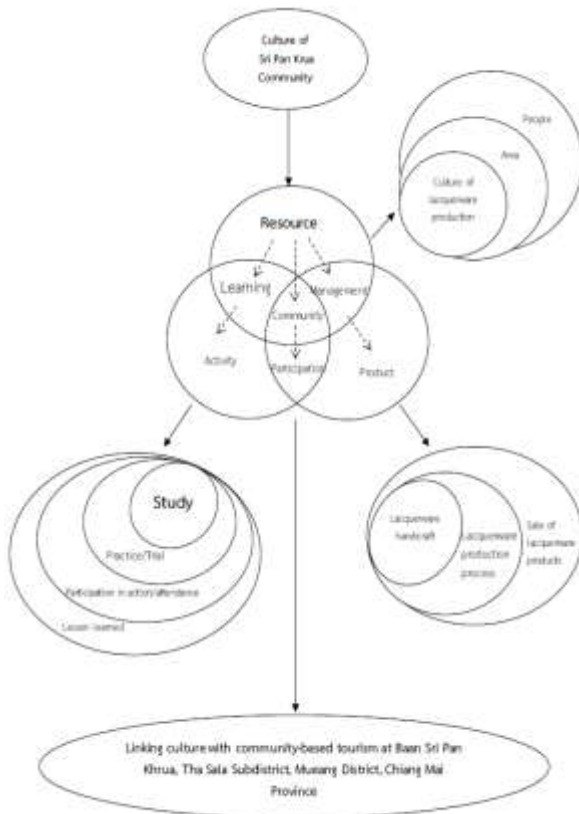 Culture of
Sri Pan Krua
Community
People
Area
Culture of
lacquerware
production
Resource
Learning
Management
Community
Activity
Participation
Product
Study
Practice/Trial
Participation in action/attendance
Lesson learned
Lacquerware
handicraft
Lacquerware
production
process
Sale of
lacquerware
products
Linking culture with community-based tourism at Baan Sri Pan
Khrua, Tha Sala Subdistrict, Mueang District, Chiang Mai
Province